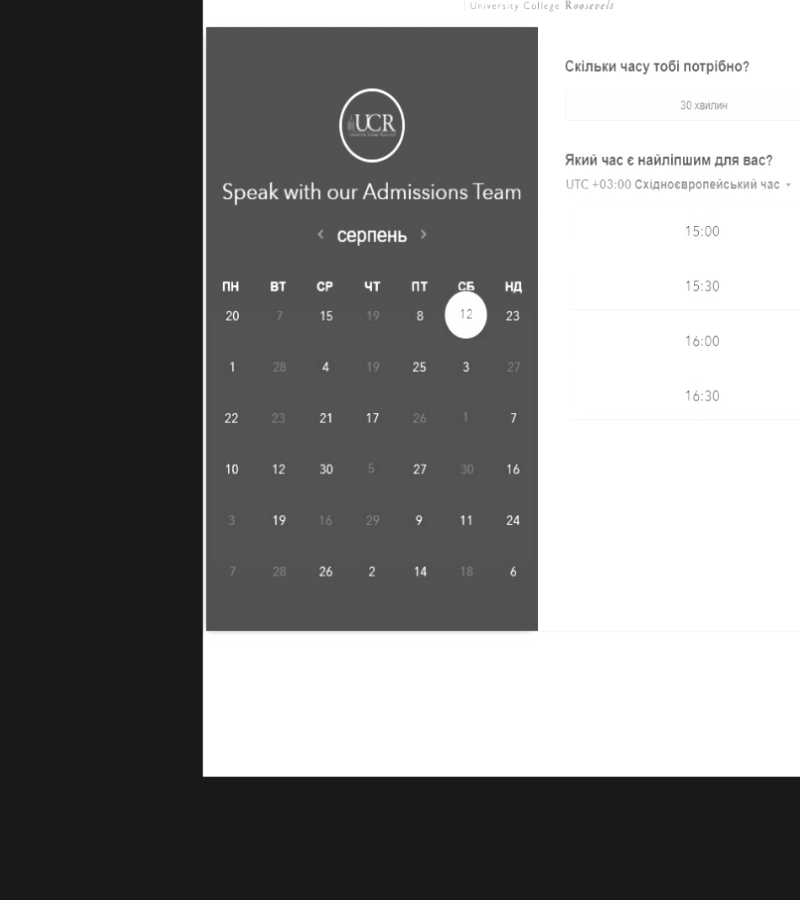 University College Roosevelt
UCR
Speak with our Admissions Team
‹ серпень ›
ПН ВТ СР ЧТ ПТ СБ НД
20 7 15 19 8 12 23
1 28 4 19 25 3 27
22 23 21 17 26 1 7
10 12 30 5 27 30 16
3 19 16 29 9 11 24
7 28 26 2 14 18 6
Скільки часу тобі потрібно?
30 хвилин
Який час є найліпшим для вас?
UTC +03:00 Східноєвропейський час
15:00
15:30
16:00
16:30